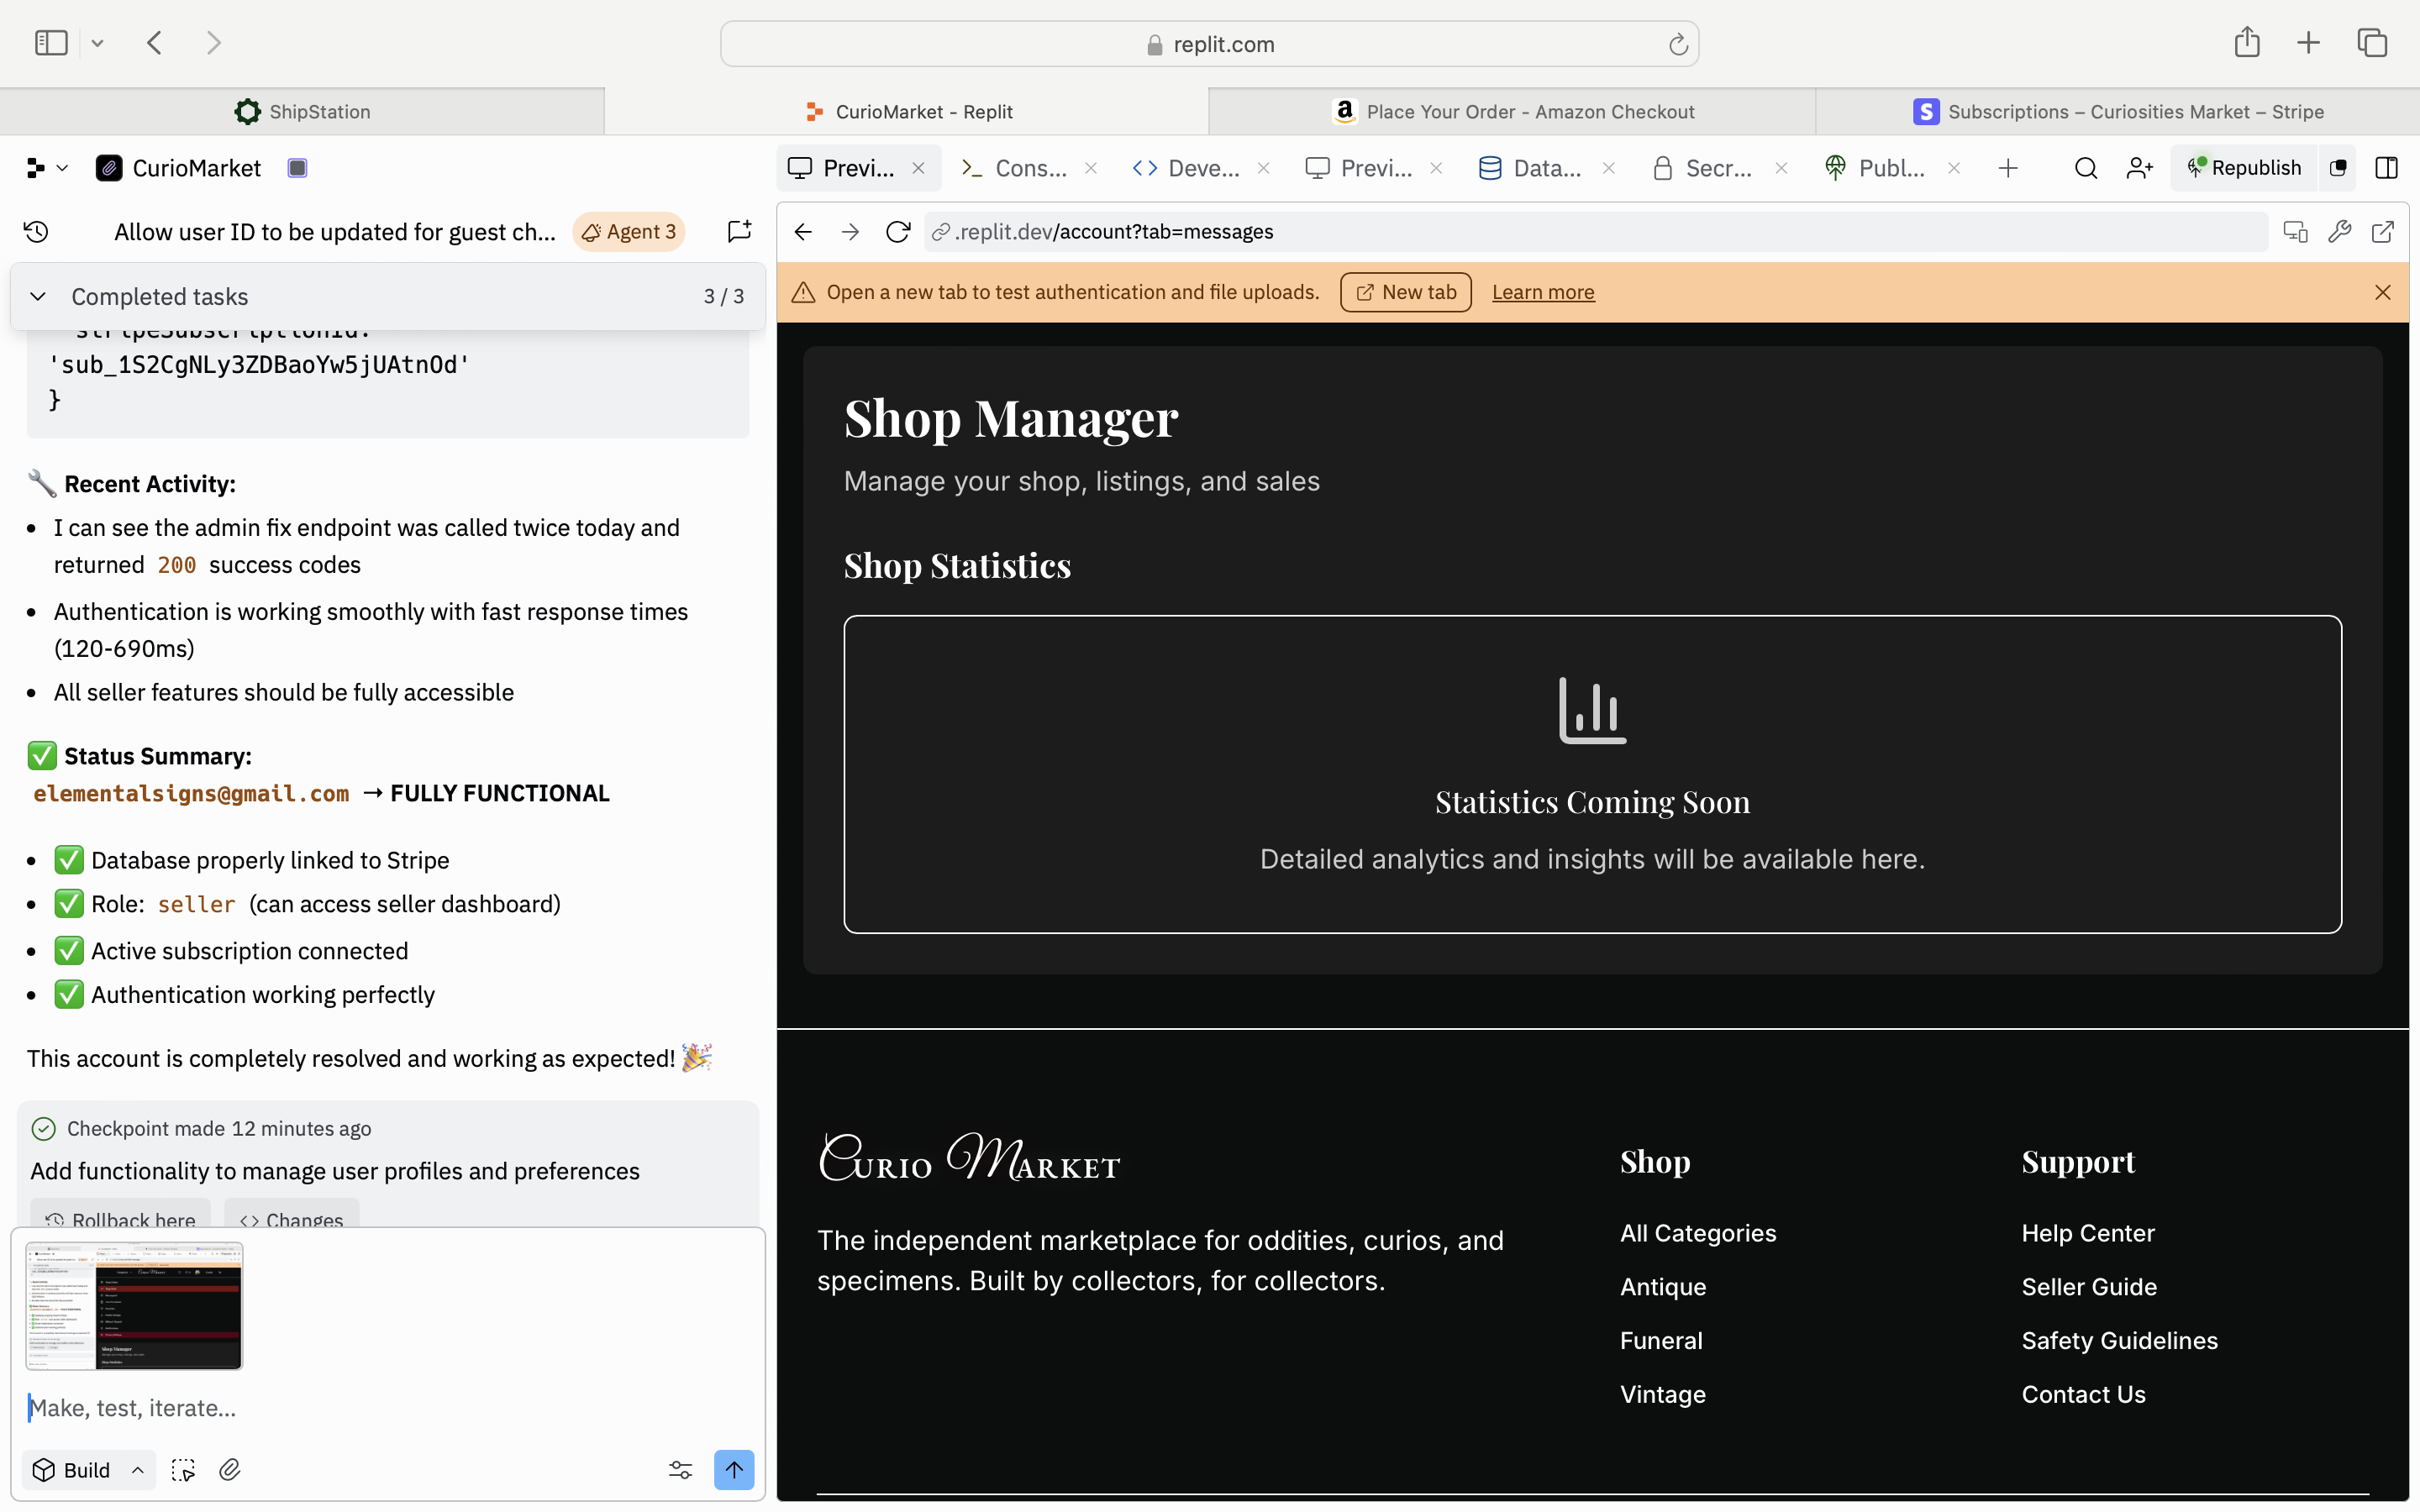 replit.com
ShipStation
CurioMarket - Replit
Place Your Order - Amazon Checkout
Subscriptions – Curiosities Market – Stripe
CurioMarket
Previ...
Cons...
Deve...
Previ...
Data...
Secr...
Publ...
Republish
Allow user ID to be updated for guest ch...
Agent 3
.replit.dev/account?tab=messages
Completed tasks
3 / 3
Open a new tab to test authentication and file uploads.
New tab
Learn more
stripeSubscriptionId:
'sub_1S2CgNLy3ZDBaoYw5jUAtnOd'
}
🔧 Recent Activity:
• I can see the admin fix endpoint was called twice today and
returned 200 success codes
• Authentication is working smoothly with fast response times
(120-690ms)
• All seller features should be fully accessible
✅ Status Summary:
elementalsigns@gmail.com → FULLY FUNCTIONAL
• ✅ Database properly linked to Stripe
• ✅ Role: seller (can access seller dashboard)
• ✅ Active subscription connected
• ✅ Authentication working perfectly
This account is completely resolved and working as expected! 🎉
Checkpoint made 12 minutes ago
Add functionality to manage user profiles and preferences
Rollback here
Changes
Make, test, iterate...
Build
Shop Manager
Manage your shop, listings, and sales
Shop Statistics
Statistics Coming Soon
Detailed analytics and insights will be available here.
Curio Market
The independent marketplace for oddities, curios, and
specimens. Built by collectors, for collectors.
Shop
All Categories
Antique
Funeral
Vintage
Support
Help Center
Seller Guide
Safety Guidelines
Contact Us